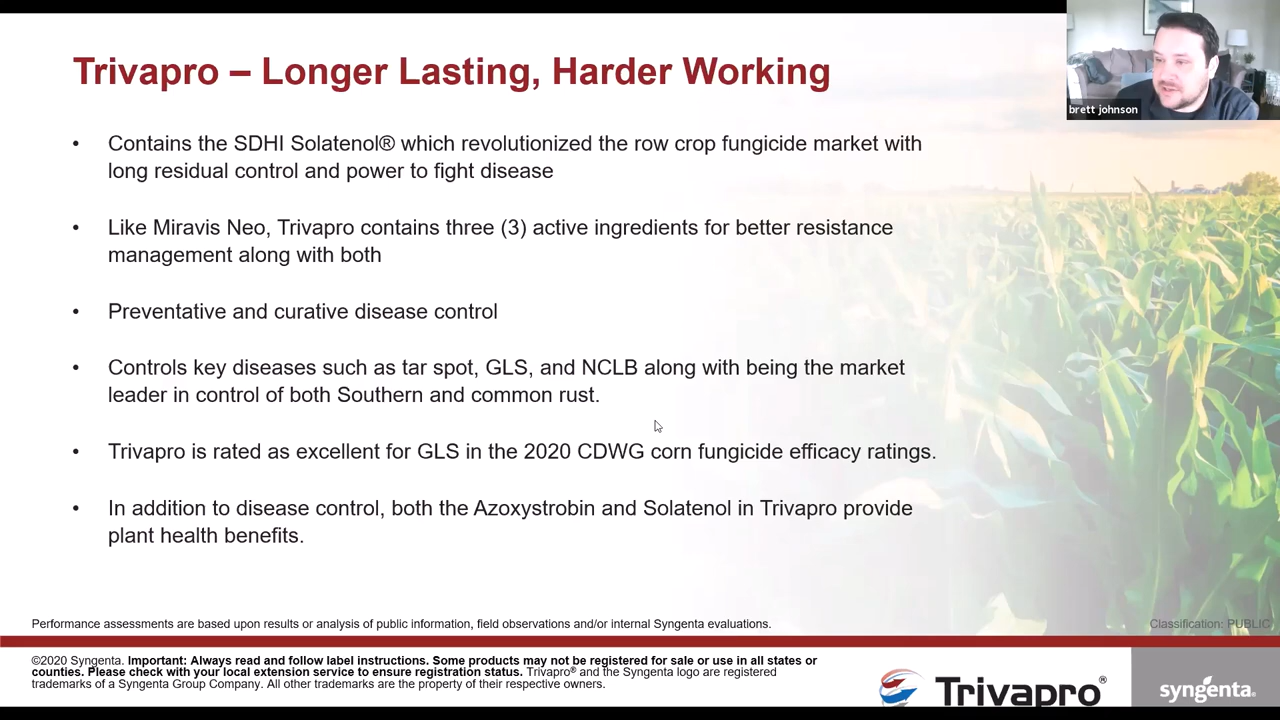 Trivapro – Longer Lasting, Harder Working
brett johnson
• Contains the SDHI Solatenol® which revolutionized the row crop fungicide market with
long residual control and power to fight disease
• Like Miravis Neo, Trivapro contains three (3) active ingredients for better resistance
management along with both
• Preventative and curative disease control
• Controls key diseases such as tar spot, GLS, and NCLB along with being the market
leader in control of both Southern and common rust.
• Trivapro is rated as excellent for GLS in the 2020 CDWG corn fungicide efficacy ratings.
• In addition to disease control, both the Azoxystrobin and Solatenol in Trivapro provide
plant health benefits.
Performance assessments are based upon results or analysis of public information, field observations and/or internal Syngenta evaluations.
Classification: PUBLIC
©2020 Syngenta. Important: Always read and follow label instructions. Some products may not be registered for sale or use in all states or
counties. Please check with your local extension service to ensure registration status. Trivapro® and the Syngenta logo are registered
trademarks of a Syngenta Group Company. All other trademarks are the property of their respective owners.
Trivapro®
syngenta®